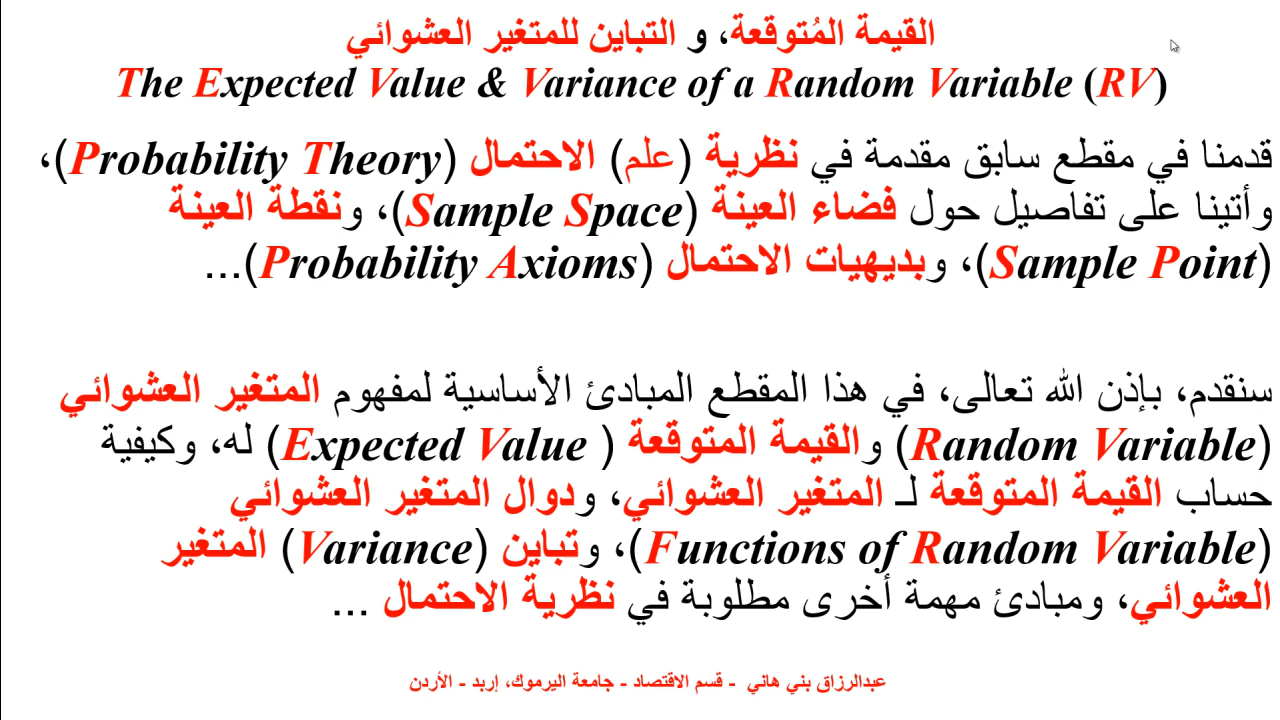 القيمة المُتوقعة، و التباين للمتغير العشوائي
The Expected Value & Variance of a Random Variable (RV)
قدمنا في مقطع سابق مقدمة في نظرية (علم) الاحتمال (Probability Theory)،
وأتينا على تفاصيل حول فضاء العينة (Sample Space)، ونقطة العينة
(Sample Point)، وبديهيات الاحتمال (Probability Axioms)...
سنقدم، بإذن الله تعالى، في هذا المقطع المبادئ الأساسية لمفهوم المتغير العشوائي
(Random Variable) والقيمة المتوقعة (Expected Value ) له، وكيفية
حساب القيمة المتوقعة لـ المتغير العشوائي، ودوال المتغير العشوائي
(Functions of Random Variable)، وتباين (Variance) المتغير
العشوائي، ومبادئ مهمة أخرى مطلوبة في نظرية الاحتمال ...
عبدالرزاق بني هاني - قسم الاقتصاد - جامعة اليرموك، إربد - الأردن